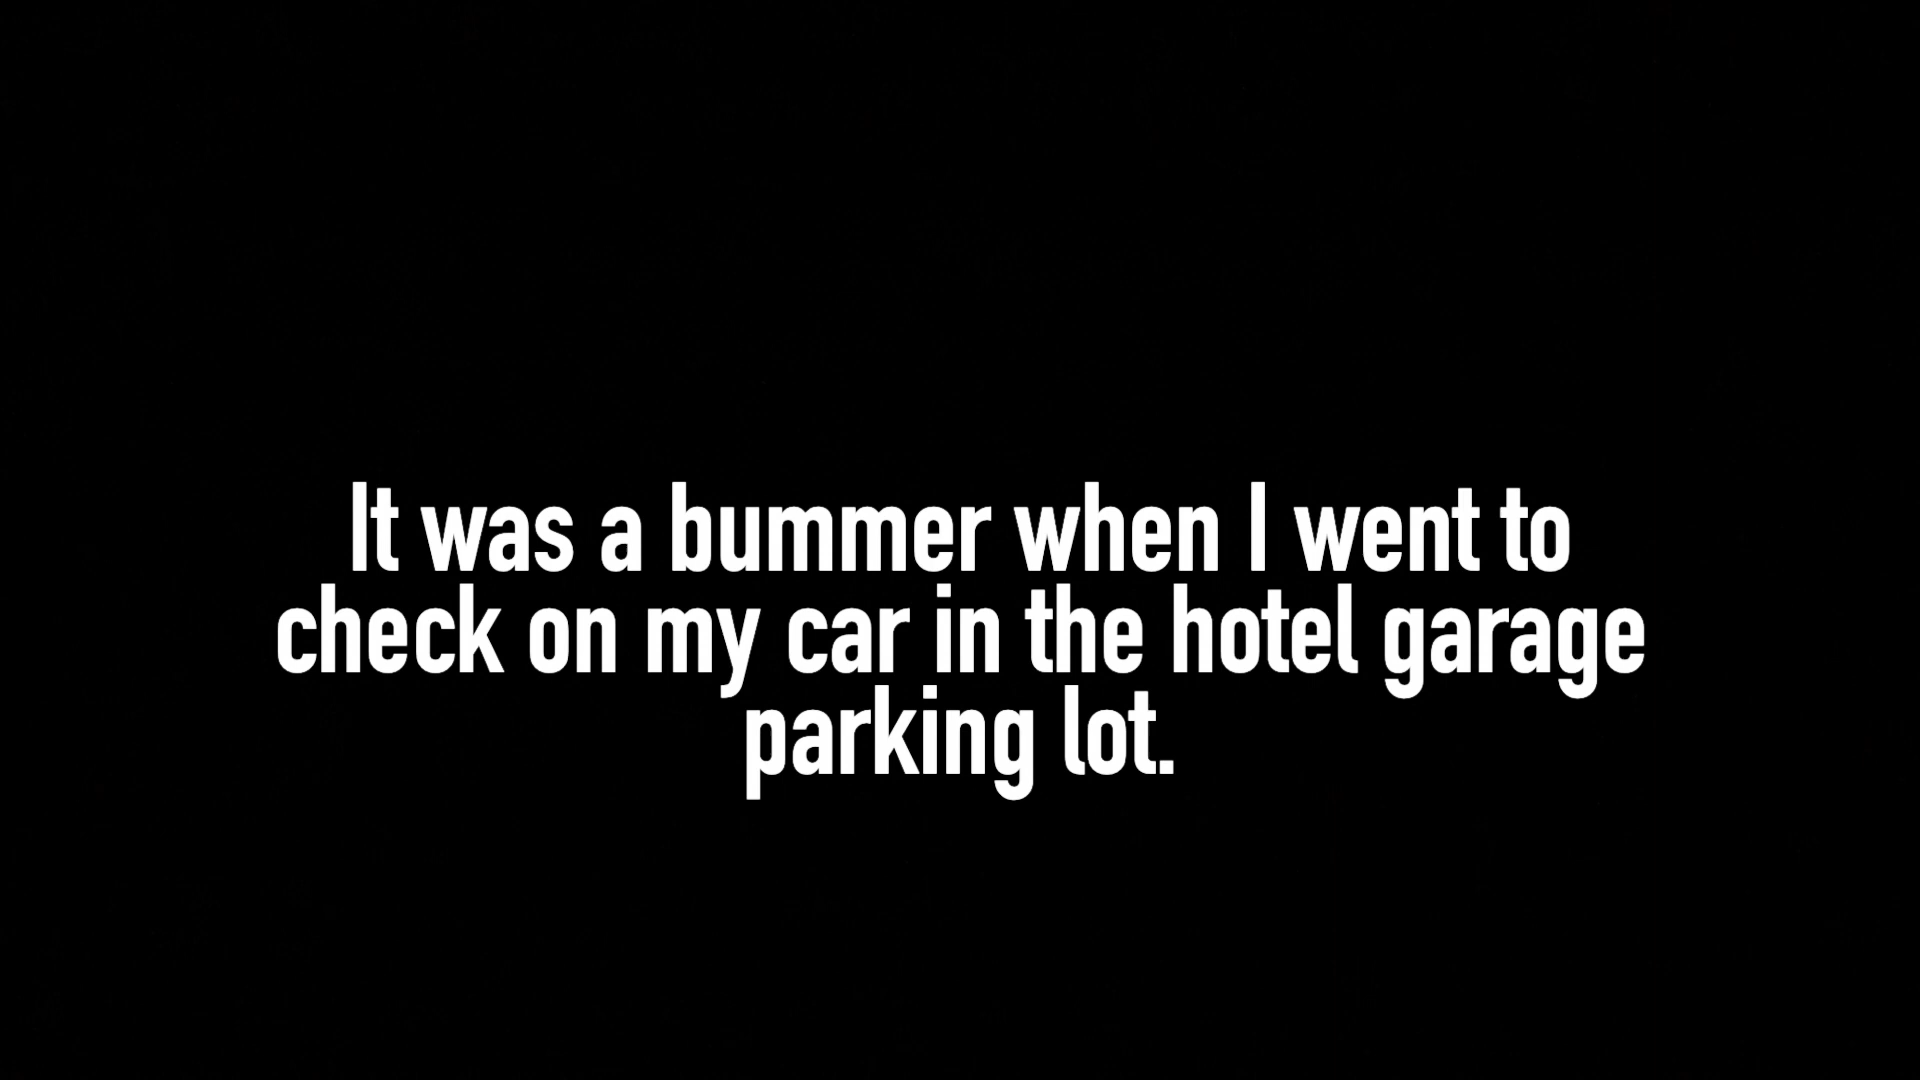 It was a bummer when I went to
check on my car in the hotel garage
parking lot.